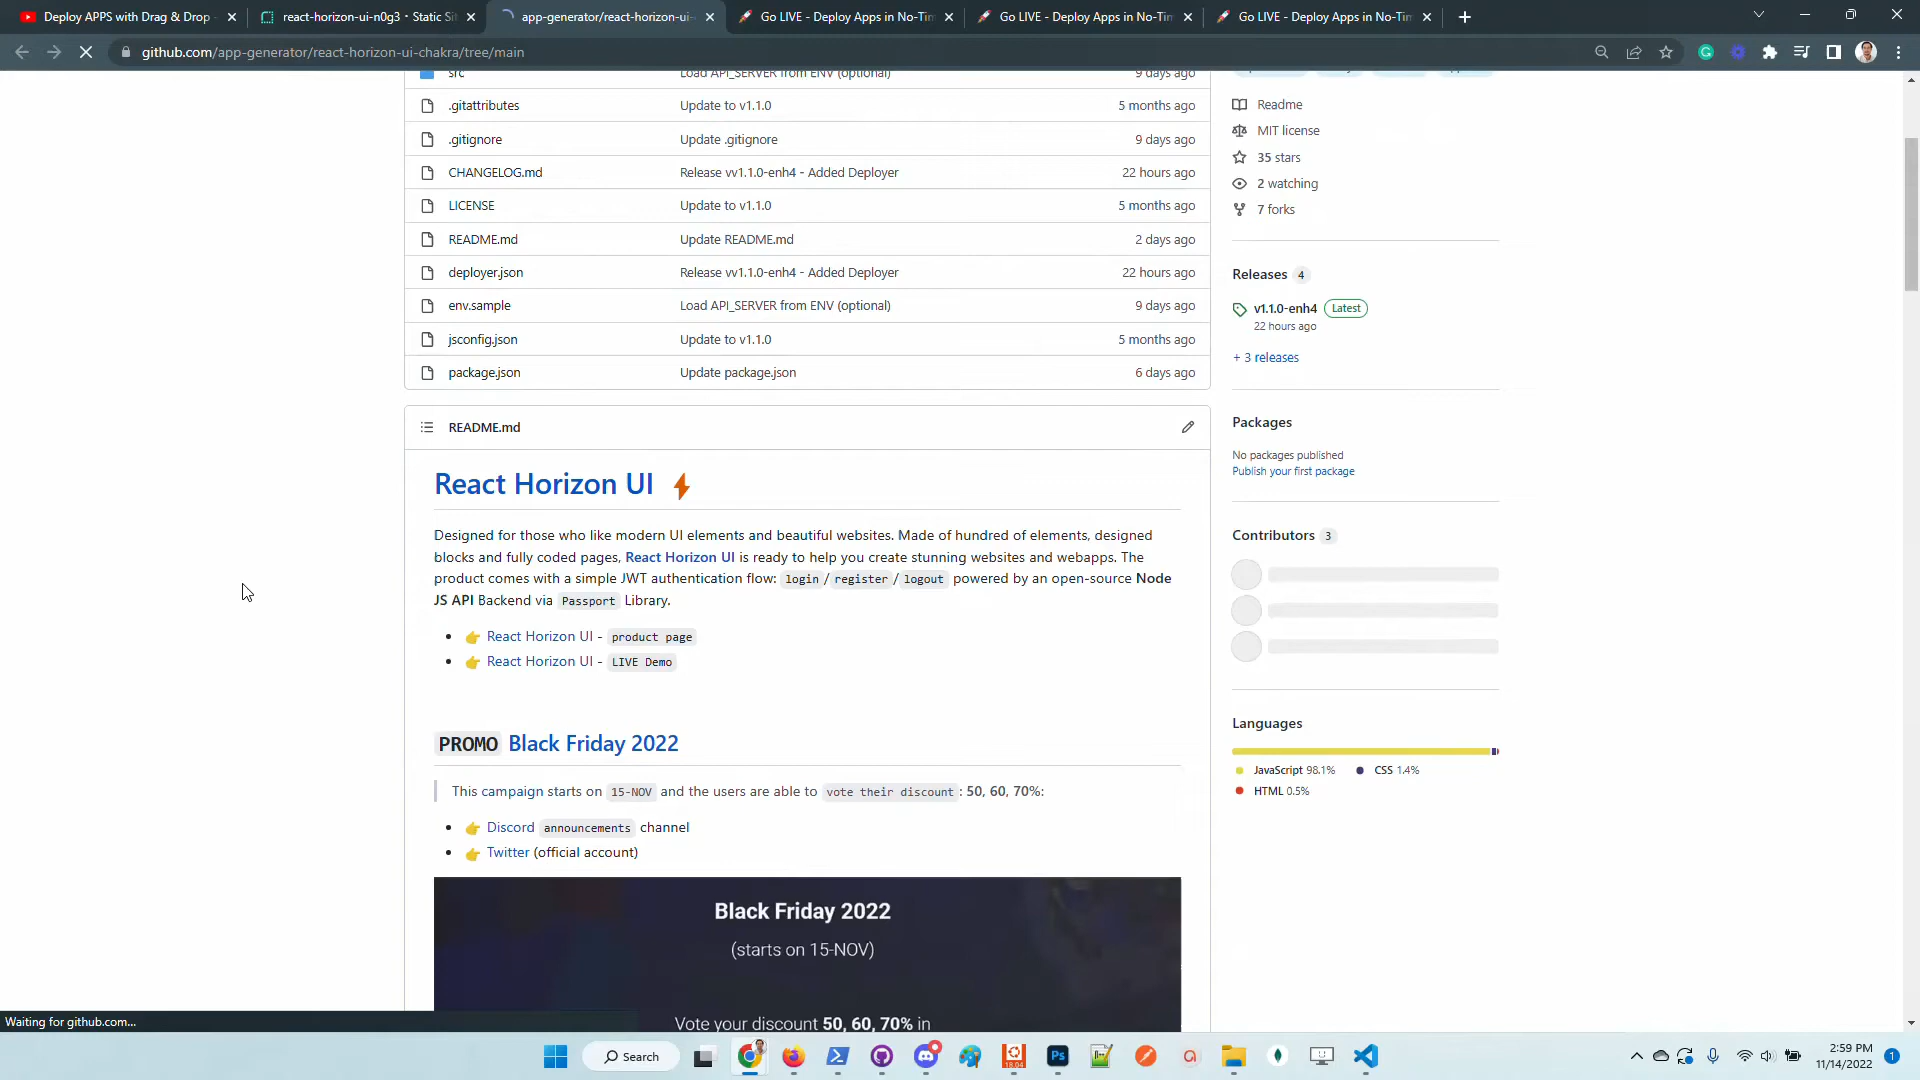 Deploy APPS with Drag & Drop -
react-horizon-ui-n0g3 • Static Si
app-generator/react-horizon-ui-
Go LIVE - Deploy Apps in No-Tim
Go LIVE - Deploy Apps in No-Tim
Go LIVE - Deploy Apps in No-Tim
github.com/app-generator/react-horizon-ui-chakra/tree/main
src Load API_SERVER from ENV (optional) 9 days ago
.gitattributes Update to v1.1.0 5 months ago
.gitignore Update .gitignore 9 days ago
CHANGELOG.md Release vv1.1.0-enh4 - Added Deployer 22 hours ago
LICENSE Update to v1.1.0 5 months ago
README.md Update README.md 2 days ago
deployer.json Release vv1.1.0-enh4 - Added Deployer 22 hours ago
env.sample Load API_SERVER from ENV (optional) 9 days ago
jsconfig.json Update to v1.1.0 5 months ago
package.json Update package.json 6 days ago
README.md
React Horizon UI
Designed for those who like modern UI elements and beautiful websites. Made of hundred of elements, designed
blocks and fully coded pages, React Horizon UI is ready to help you create stunning websites and webapps. The
product comes with a simple JWT authentication flow: login / register / logout powered by an open-source Node
JS API Backend via Passport Library.
• 👉 React Horizon UI - product page
• 👉 React Horizon UI - LIVE Demo
PROMO Black Friday 2022
This campaign starts on 15-NOV and the users are able to vote their discount : 50, 60, 70%:
• 👉 Discord announcements channel
• 👉 Twitter (official account)
Black Friday 2022
(starts on 15-NOV)
Vote your discount 50, 60, 70% in
Readme
MIT license
35 stars
2 watching
7 forks
Releases 4
v1.1.0-enh4 Latest
22 hours ago
+ 3 releases
Packages
No packages published
Publish your first package
Contributors 3
Languages
JavaScript 98.1% CSS 1.4%
HTML 0.5%
Waiting for github.com...
Search
Ps
18.04
2:59 PM
11/14/2022
1